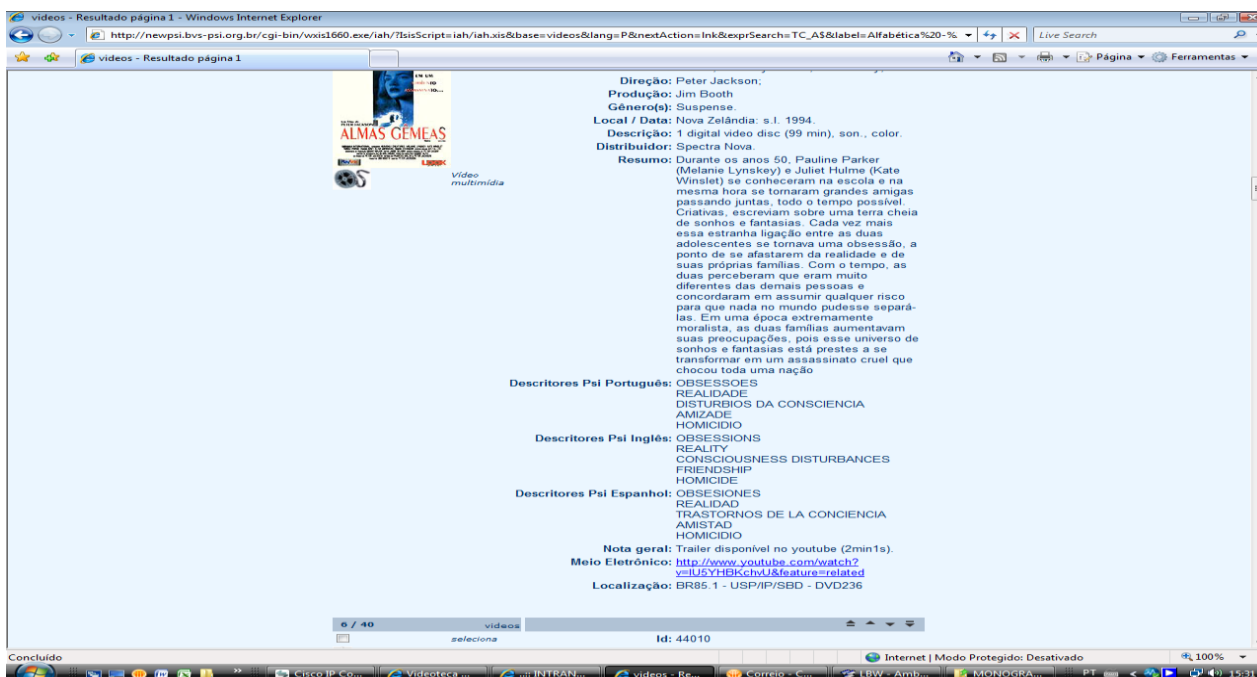 videos - Resultado página 1 - Windows Internet Explorer
http://newpsi.bvs-psi.org.br/cgi-bin/wxis1660.exe/iah/?IsisScript=iah/iah.xis&base=videos&lang=P&nextAction=lnk&exprSearch=TC_A$&label=Alfabética%20-%
Live Search
videos - Resultado página 1
Página
Ferramentas
Direção: Peter Jackson;
Produção: Jim Booth
Gênero(s): Suspense.
Local / Data: Nova Zelândia: s.l. 1994.
Descrição: 1 digital video disc (99 min), son., color.
Distribuidor: Spectra Nova.
ALMAS GÊMEAS
Vídeo
multimídia
Resumo: Durante os anos 50, Pauline Parker
(Melanie Lynskey) e Juliet Hulme (Kate
Winslet) se conheceram na escola e na
mesma hora se tornaram grandes amigas
passando juntas, todo o tempo possível.
Criativas, escreviam sobre uma terra cheia
de sonhos e fantasias. Cada vez mais
essa estranha ligação entre as duas
adolescentes se tornava uma obsessão, a
ponto de se afastarem da realidade e de
suas próprias famílias. Com o tempo, as
duas perceberam que eram muito
diferentes das demais pessoas e
concordaram em assumir qualquer risco
para que nada no mundo pudesse separá-
las. Em uma época extremamente
moralista, as duas famílias aumentavam
suas preocupações, pois esse universo de
sonhos e fantasias está prestes a se
transformar em um assassinato cruel que
chocou toda uma nação
Descritores Psi Português: OBSESSOES
REALIDADE
DISTURBIOS DA CONSCIENCIA
AMIZADE
HOMICIDIO
Descritores Psi Inglês: OBSESSIONS
REALITY
CONSCIOUSNESS DISTURBANCES
FRIENDSHIP
HOMICIDE
Descritores Psi Espanhol: OBSESIONES
REALIDAD
TRASTORNOS DE LA CONCIENCIA
AMISTAD
HOMICIDIO
Nota geral: Trailer disponível no youtube (2min1s).
Meio Eletrônico: http://www.youtube.com/watch?
v=IU5YHBKchvU&feature=related
Localização: BR85.1 - USP/IP/SBD - DVD236
6 / 40
videos
seleciona
Id: 44010
Concluído
Internet | Modo Protegido: Desativado
100%
Cisco IP Co...
Videoteca ...
..:: INTRAN...
videos - Re...
Correio - C...
LBW - Amb...
MONOGRA...
PT
15:31